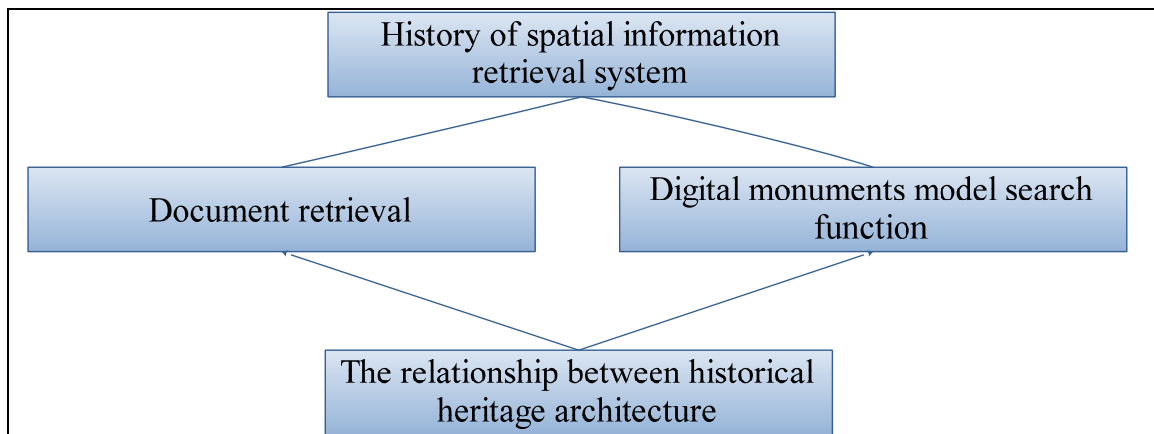 History of spatial information
retrieval system
Document retrieval
Digital monuments model search
function
The relationship between historical
heritage architecture